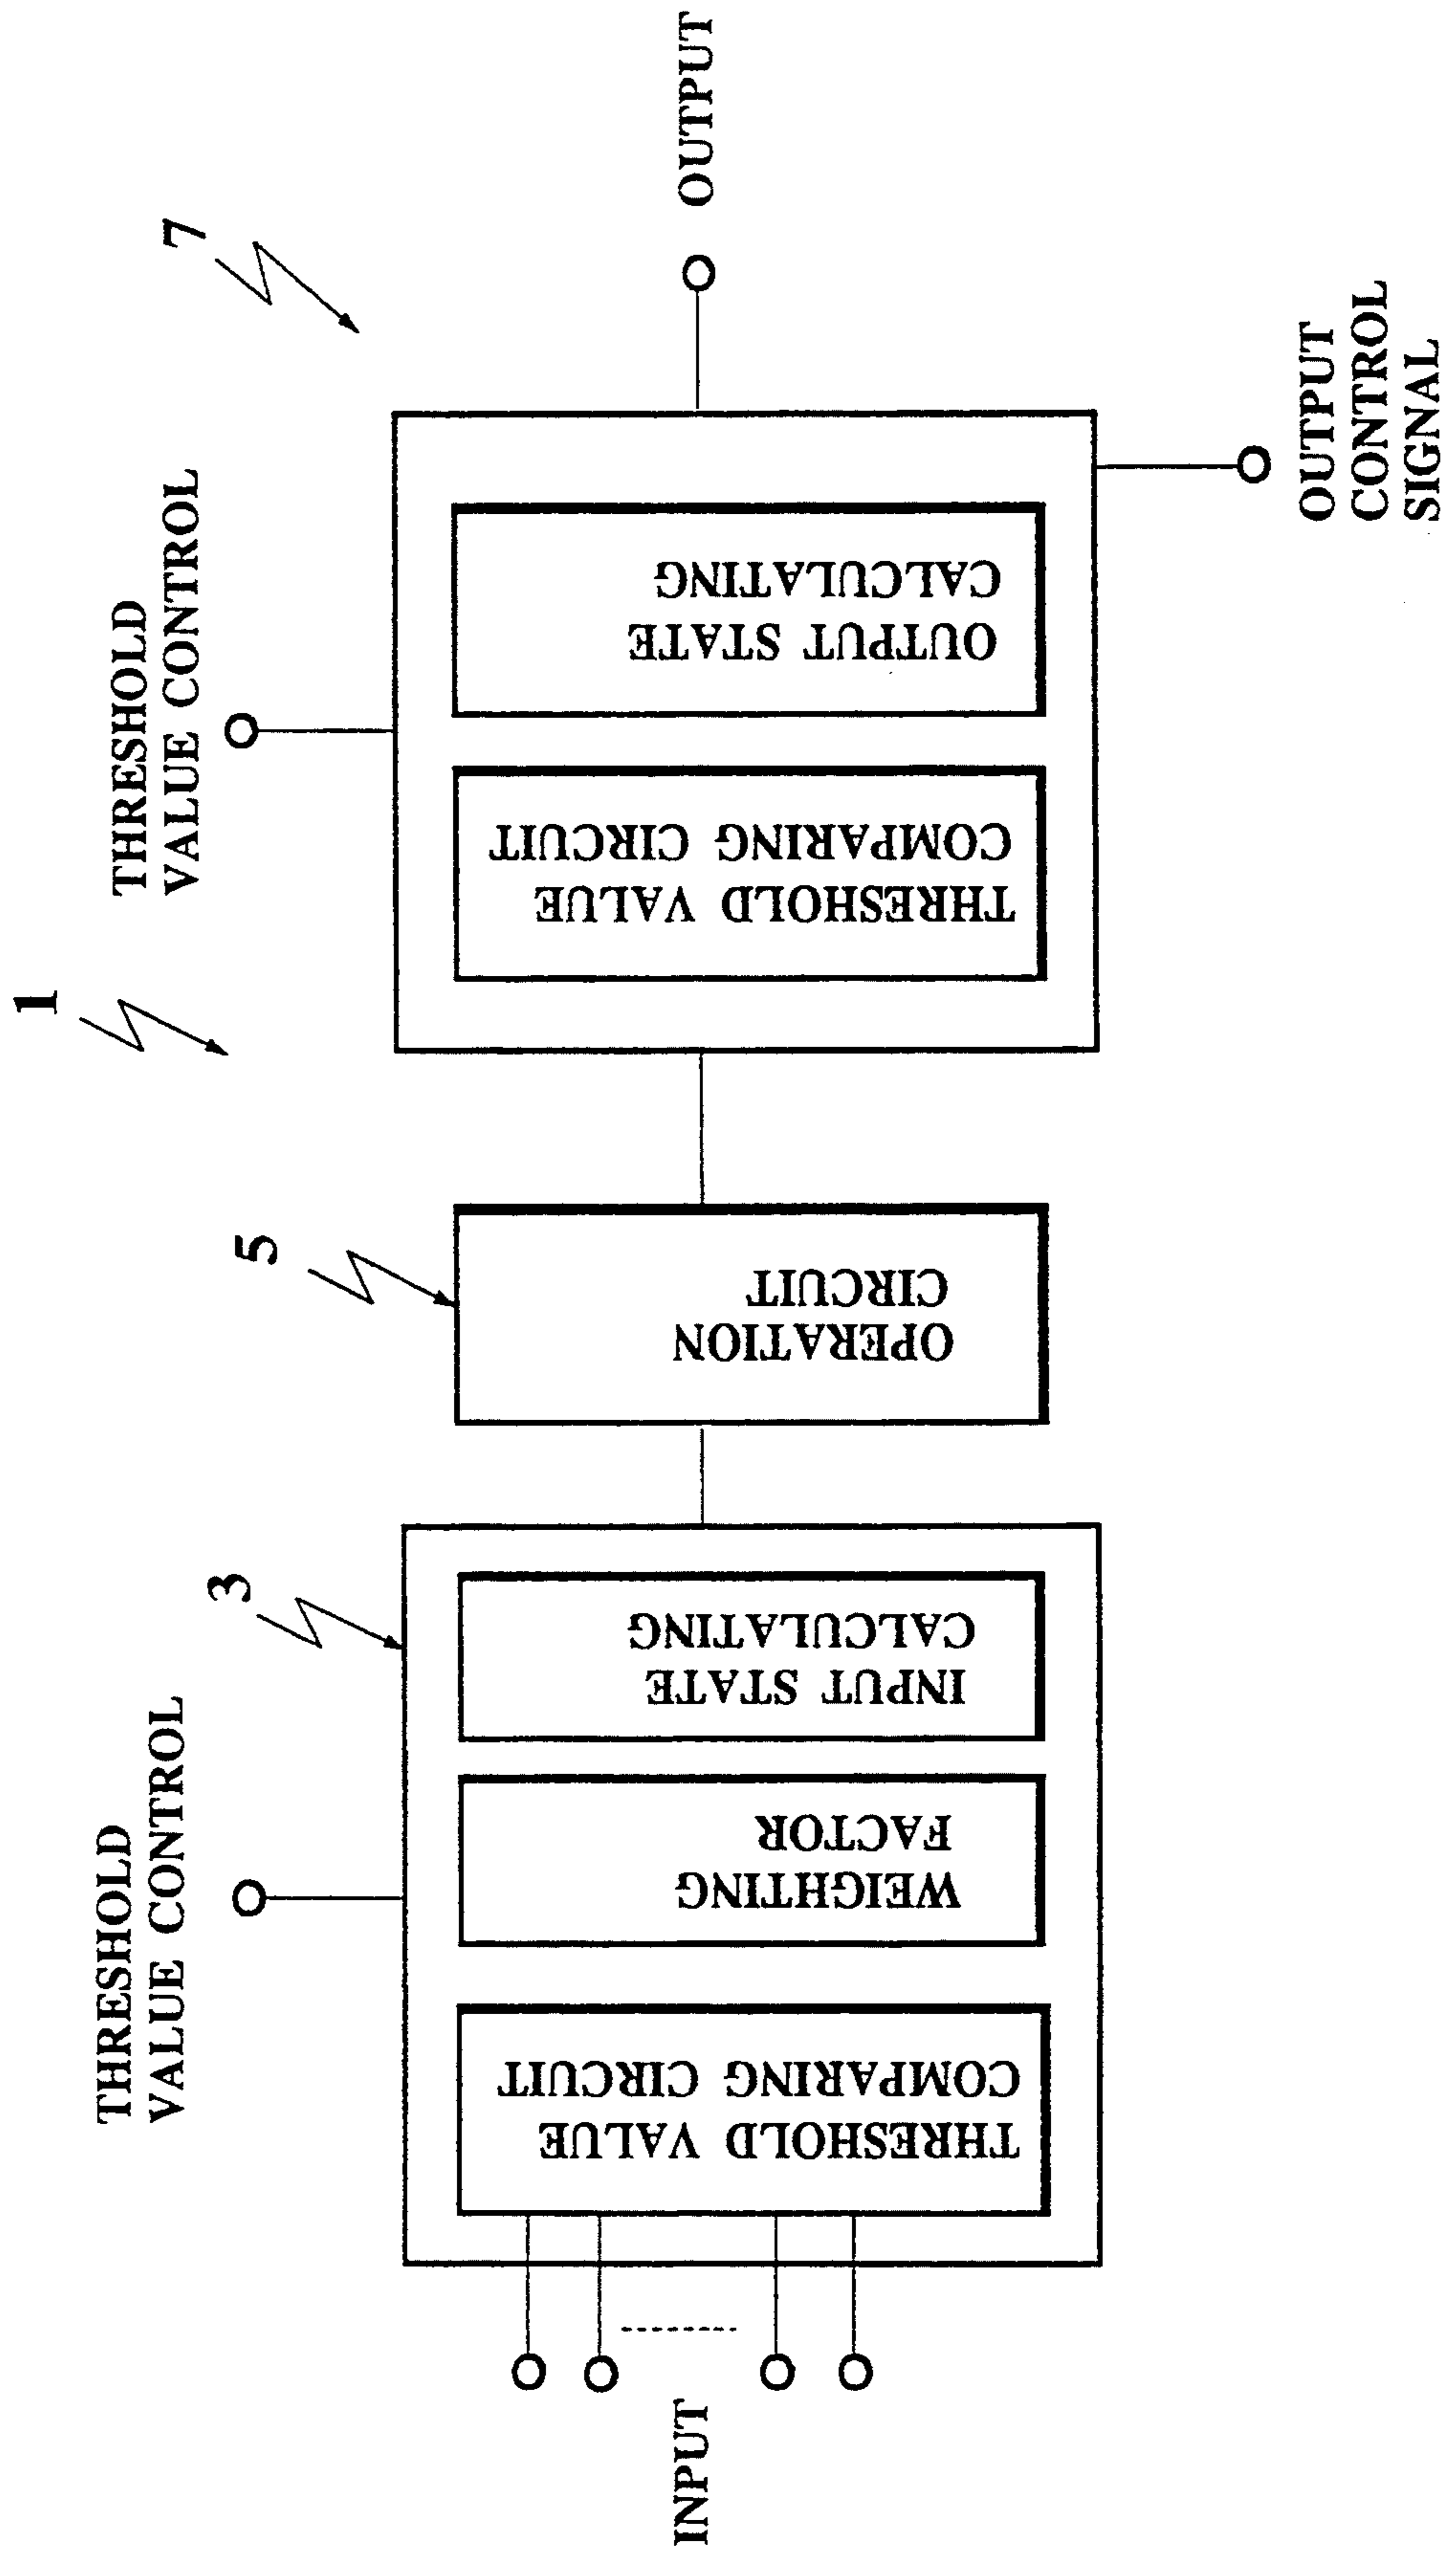 1
THRESHOLD
VALUE CONTROL
3
INPUT
THRESHOLD VALUE
COMPARING CIRCUIT
WEIGHTING
FACTOR
INPUT STATE
CALCULATING
5
OPERATION
CIRCUIT
THRESHOLD
VALUE CONTROL
7
THRESHOLD VALUE
COMPARING CIRCUIT
OUTPUT STATE
CALCULATING
OUTPUT
OUTPUT
CONTROL
SIGNAL